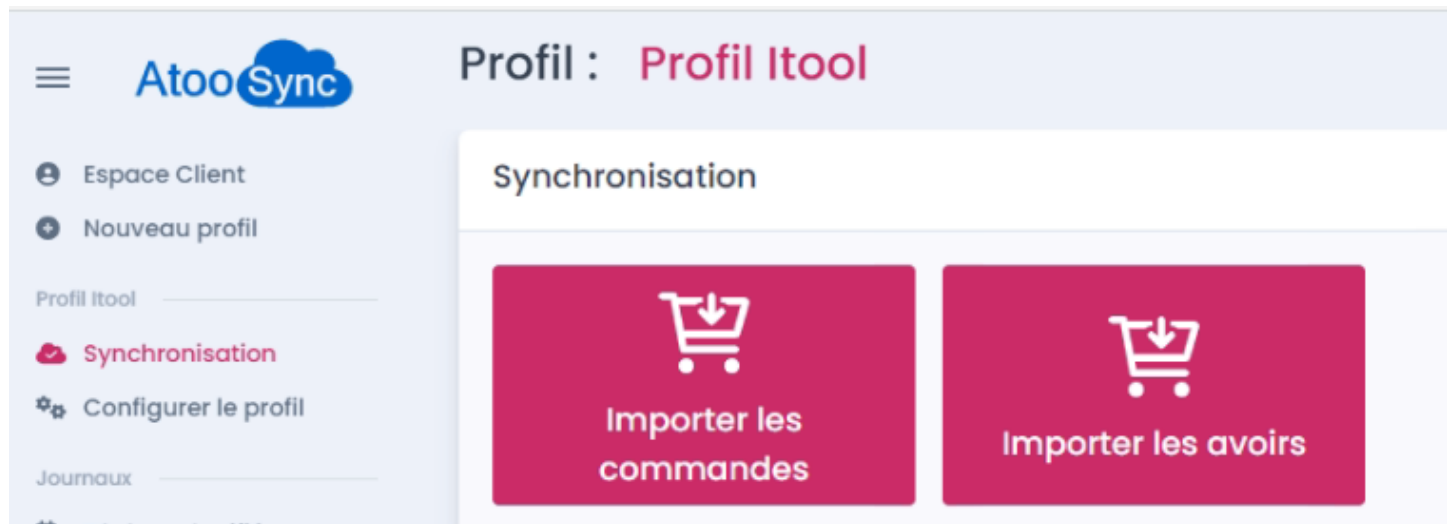 AtooSync
Profil : Profil Itool
Espace Client
Nouveau profil
Profil Itool
Synchronisation
Configurer le profil
Journaux
Synchronisation
Importer les
commandes
Importer les avoirs